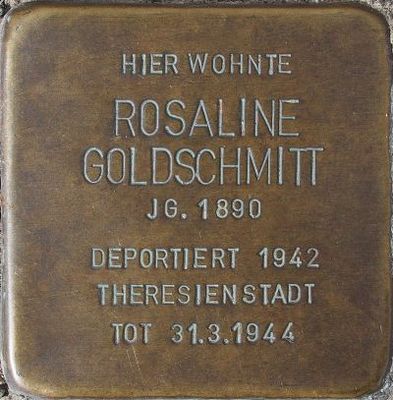 HIER WOHNTE
ROSALINE
GOLDSCHMITT
JG. 1890
DEPORTIERT 1942
THERESIENSTADT
TOT 31.3.1944